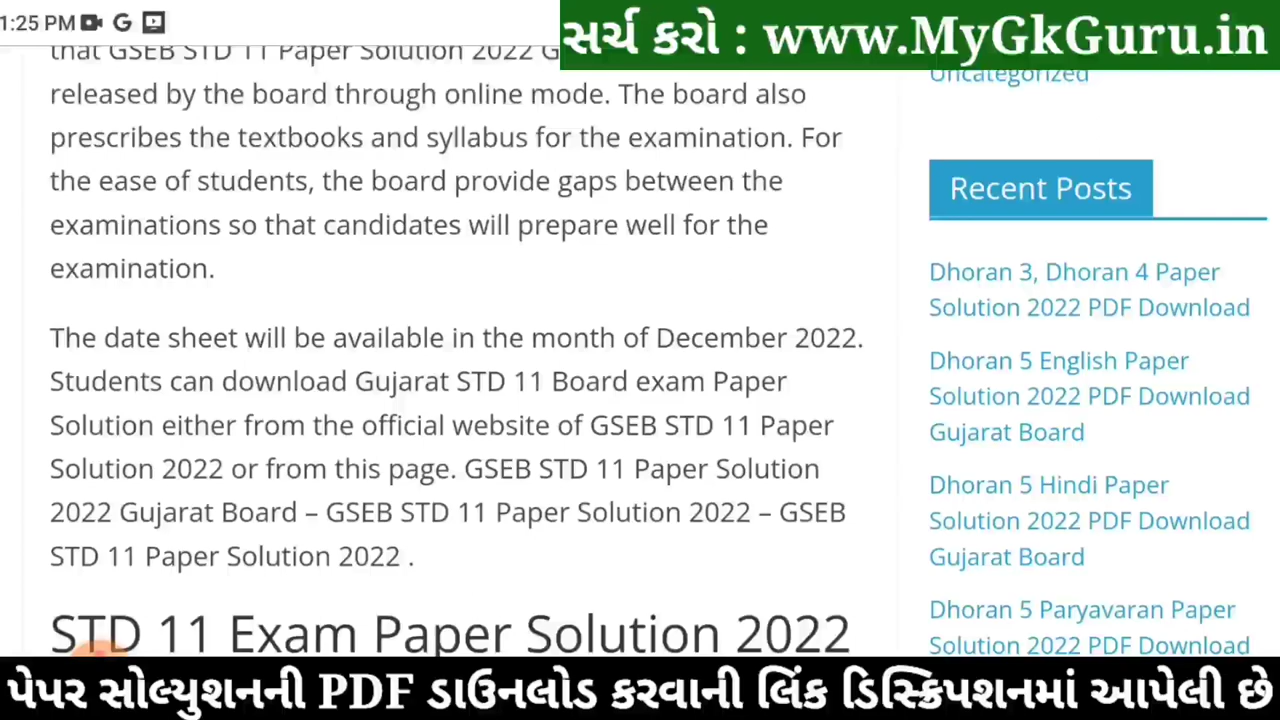 1:25 PM
સર્ચ કરો : www.MyGkGuru.in
that GSEB STD 11 Paper Solution 2022 G
released by the board through online mode. The board also
prescribes the textbooks and syllabus for the examination. For
the ease of students, the board provide gaps between the
examinations so that candidates will prepare well for the
examination.
The date sheet will be available in the month of December 2022.
Students can download Gujarat STD 11 Board exam Paper
Solution either from the official website of GSEB STD 11 Paper
Solution 2022 or from this page. GSEB STD 11 Paper Solution
2022 Gujarat Board – GSEB STD 11 Paper Solution 2022 – GSEB
STD 11 Paper Solution 2022 .
STD 11 Exam Paper Solution 2022
Uncategorized
Recent Posts
Dhoran 3, Dhoran 4 Paper
Solution 2022 PDF Download
Dhoran 5 English Paper
Solution 2022 PDF Download
Gujarat Board
Dhoran 5 Hindi Paper
Solution 2022 PDF Download
Gujarat Board
Dhoran 5 Paryavaran Paper
Solution 2022 PDF Download
પેપર સોલ્યુશનની PDF ડાઉનલોડ કરવાની લિંક ડિસ્ક્રિપશનમાં આપેલી છે